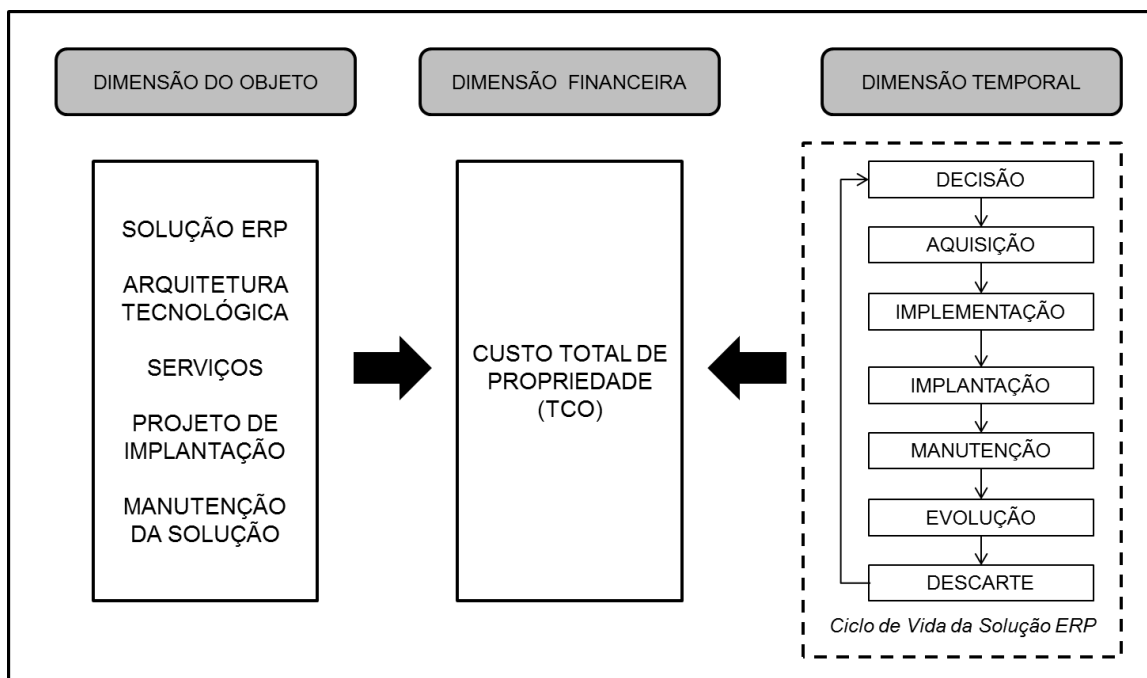 DIMENSÃO DO OBJETO
DIMENSÃO FINANCEIRA
DIMENSÃO TEMPORAL
SOLUÇÃO ERP
ARQUITETURA
TECNOLÓGICA
SERVIÇOS
PROJETO DE
IMPLANTAÇÃO
MANUTENÇÃO
DA SOLUÇÃO
CUSTO TOTAL DE
PROPRIEDADE
(TCO)
DECISÃO
AQUISIÇÃO
IMPLEMENTAÇÃO
IMPLANTAÇÃO
MANUTENÇÃO
EVOLUÇÃO
DESCARTE
Ciclo de Vida da Solução ERP